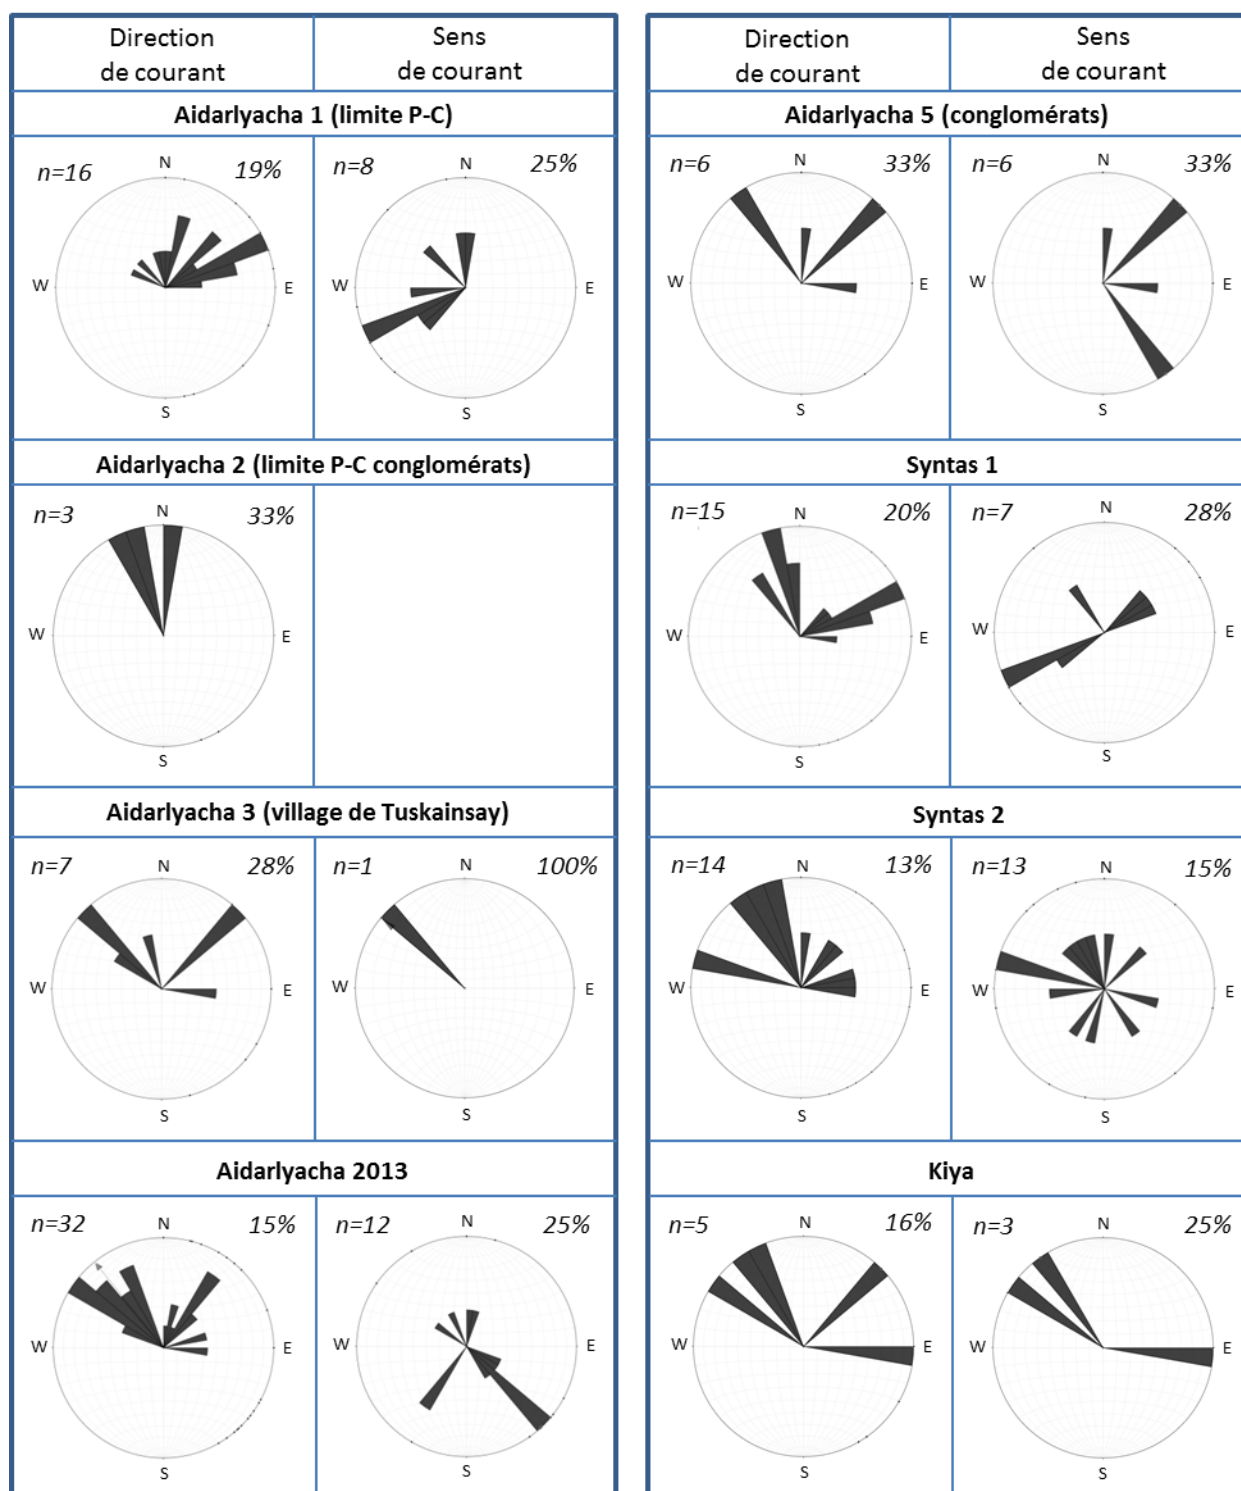 Direction
de courant
Sens
de courant
Aidarlyacha 1 (limite P-C)
n=16
N
19%
W
E
S
n=8
N
25%
W
E
S
Aidarlyacha 2 (limite P-C conglomérats)
n=3
N
33%
W
E
S
Aidarlyacha 3 (village de Tuskainsay)
n=7
N
28%
W
E
S
n=1
N
100%
W
E
S
Aidarlyacha 2013
n=32
N
15%
W
E
S
n=12
N
25%
W
E
S
Direction
de courant
Sens
de courant
Aidarlyacha 5 (conglomérats)
n=6
N
33%
W
E
S
n=6
N
33%
W
E
S
Syntas 1
n=15
N
20%
W
E
S
n=7
N
28%
W
E
S
Syntas 2
n=14
N
13%
W
E
S
n=13
N
15%
W
E
S
Kiya
n=5
N
16%
W
E
S
n=3
N
25%
W
E
S